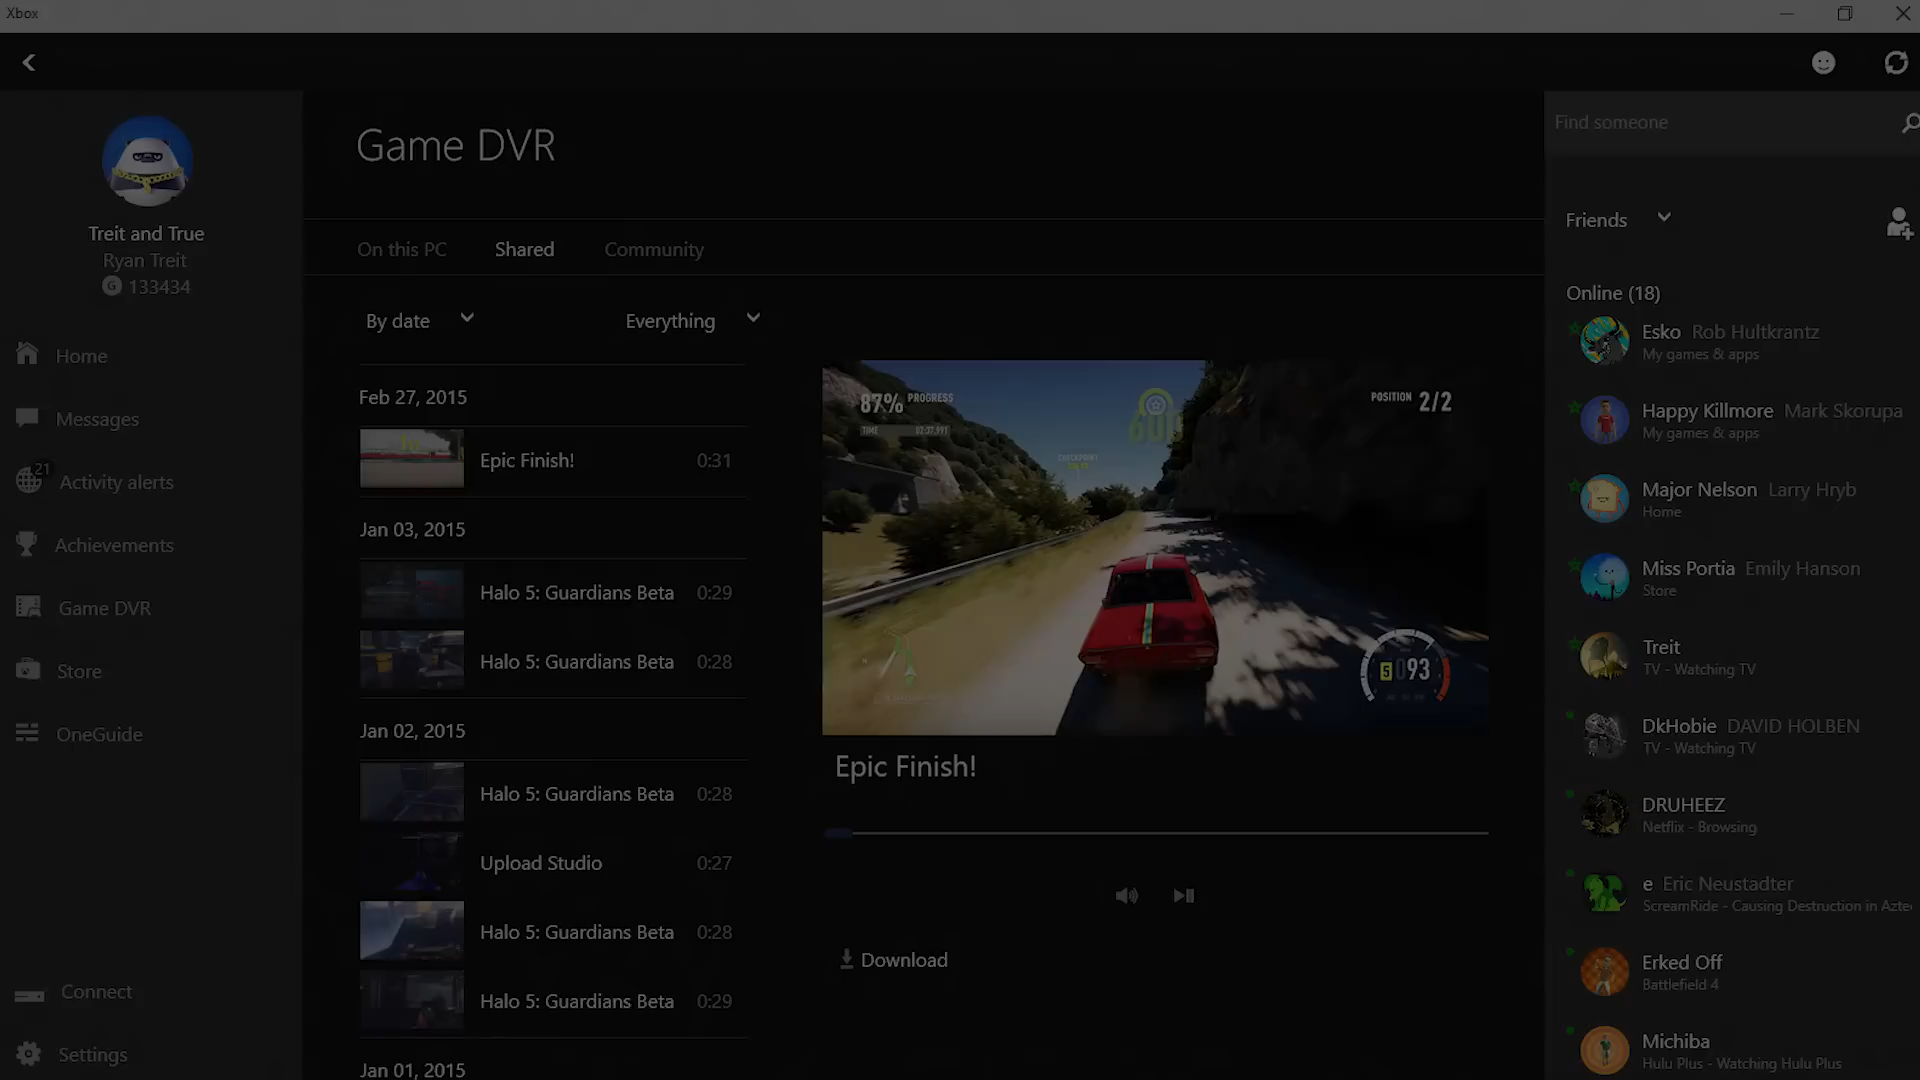 Xbox
Game DVR
Treit and True
Ryan Treit
G 133434
Home
Messages
21
Activity alerts
Achievements
Game DVR
Store
OneGuide
Connect
Settings
On this PC
Shared
Community
By date
Everything
Feb 27, 2015
Epic Finish! 0:31
Jan 03, 2015
Halo 5: Guardians Beta 0:29
Halo 5: Guardians Beta 0:28
Jan 02, 2015
Halo 5: Guardians Beta 0:28
Upload Studio 0:27
Halo 5: Guardians Beta 0:28
Halo 5: Guardians Beta 0:29
Jan 01, 2015
87% PROGRESS
TIME 02:37.991
CHECKPOINT
POSITION 2/2
5 093
Epic Finish!
Download
Find someone
Friends
Online (18)
Esko Rob Hultkrantz
My games & apps
Happy Killmore Mark Skorupa
My games & apps
Major Nelson Larry Hryb
Home
Miss Portia Emily Hanson
Store
Treit
TV - Watching TV
DkHobie DAVID HOLBEN
TV - Watching TV
DRUHEEZ
Netflix - Browsing
e Eric Neustadter
ScreamRide - Causing Destruction in Azte
Erked Off
Battlefield 4
Michiba
Hulu Plus - Watching Hulu Plus